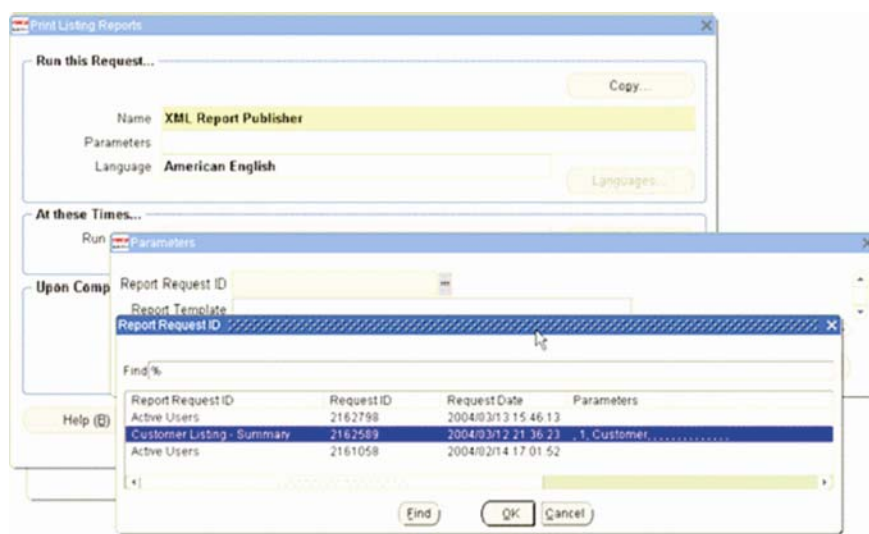 Print Listing Reports
Run this Request...
Copy...
Name XML Report Publisher
Parameters
Language American English
Languages...
At these Times...
Run
Parameters
Upon Comp
Report Request ID
Report Template
Report Request ID
Find %
Report Request ID Request ID Request Date Parameters
Active Users 2162798 2004/03/13 15:46:13
Customer Listing - Summary 2162589 2004/03/12 21:36:23 , 1, Customer, , , , , , , , , , , , , ,
Active Users 2161058 2004/02/14 17:01:52
Help (B)
Find OK Cancel